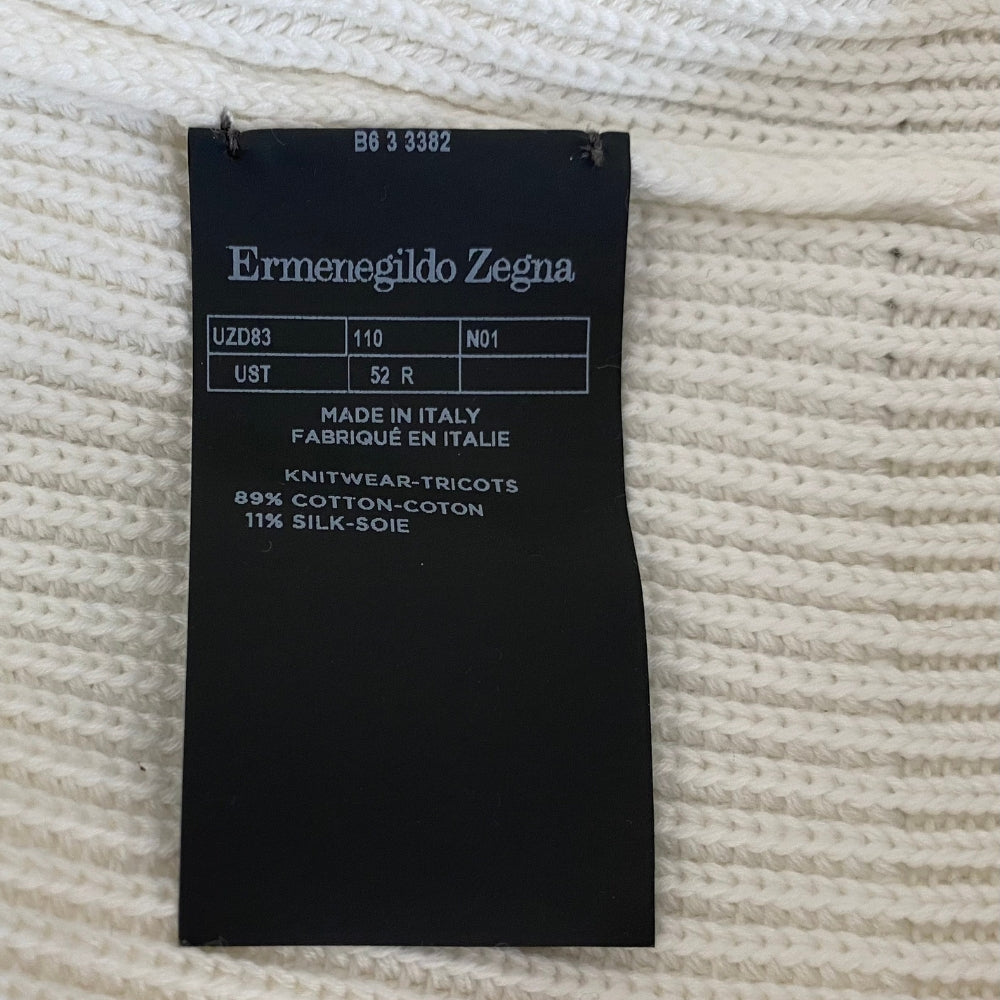 B6 3 3382
Ermenegildo Zegna
UZD83 110 N01
UST 52 R
MADE IN ITALY
FABRIQUÉ EN ITALIE
KNITWEAR-TRICOTS
89% COTTON-COTON
11% SILK-SOIE